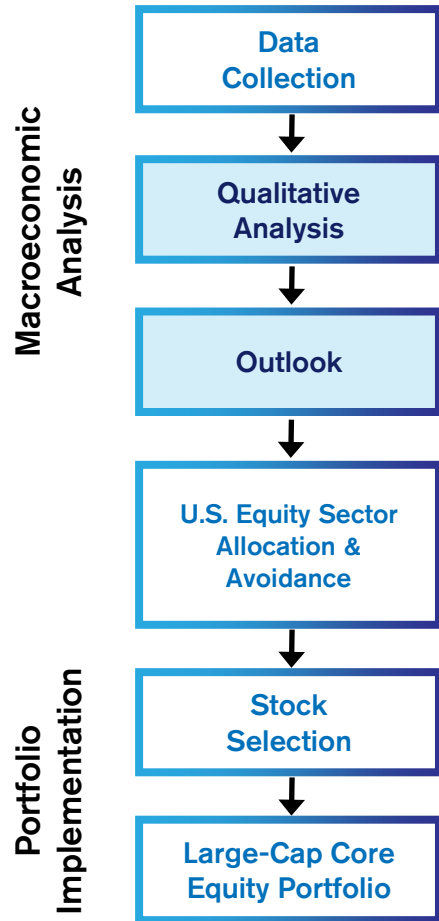 Macroeconomic
Analysis
Data
Collection
Qualitative
Analysis
Outlook
U.S. Equity Sector
Allocation &
Avoidance
Portfolio
Implementation
Stock
Selection
Large-Cap Core
Equity Portfolio